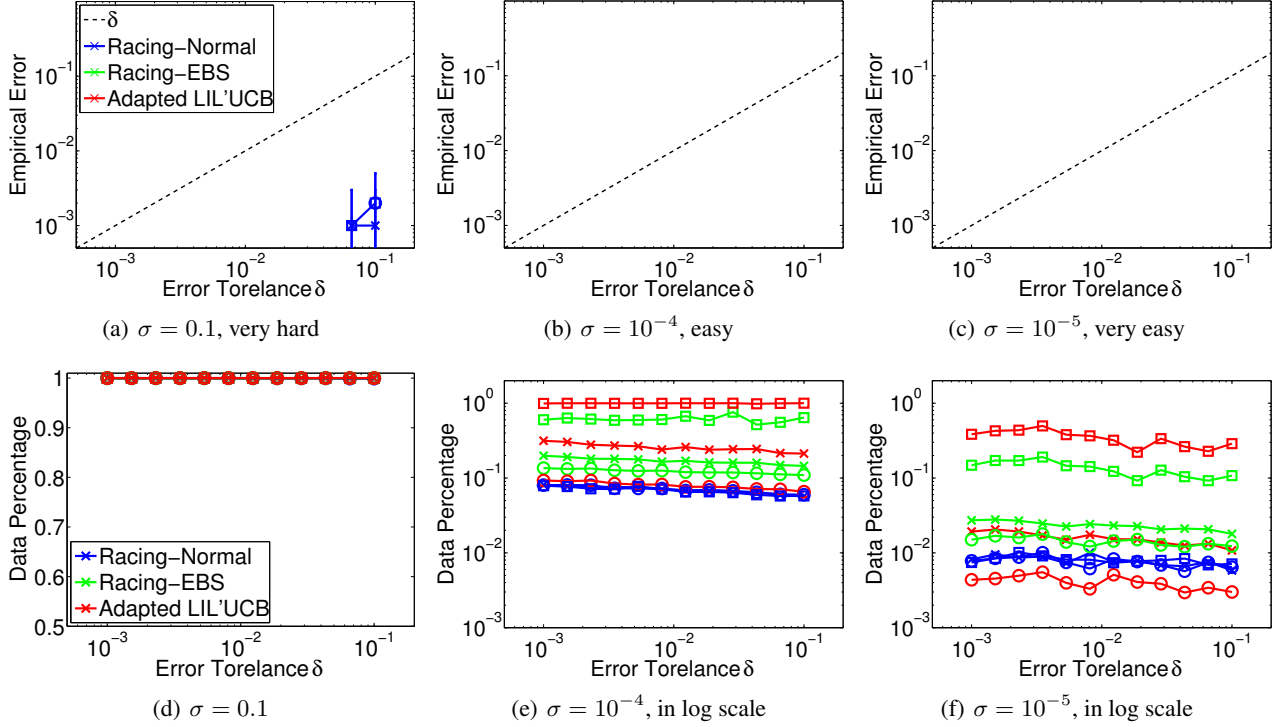 δ
Racing−Normal
Racing−EBS
Adapted LIL'UCB
Empirical Error
10⁻¹
10⁻²
10⁻³
10⁻³ 10⁻² 10⁻¹
Error Torelance δ
(a) σ = 0.1, very hard
Empirical Error
10⁻¹
10⁻²
10⁻³
10⁻³ 10⁻² 10⁻¹
Error Torelance δ
(b) σ = 10⁻⁴, easy
Empirical Error
10⁻¹
10⁻²
10⁻³
10⁻³ 10⁻² 10⁻¹
Error Torelance δ
(c) σ = 10⁻⁵, very easy
Data Percentage
1
0.9
0.8
0.7
0.6
0.5
Racing−Normal
Racing−EBS
Adapted LIL'UCB
10⁻³ 10⁻² 10⁻¹
Error Torelance δ
(d) σ = 0.1
Data Percentage
10⁰
10⁻¹
10⁻²
10⁻³
10⁻³ 10⁻² 10⁻¹
Error Torelance δ
(e) σ = 10⁻⁴, in log scale
Data Percentage
10⁰
10⁻¹
10⁻²
10⁻³
10⁻³ 10⁻² 10⁻¹
Error Torelance δ
(f) σ = 10⁻⁵, in log scale